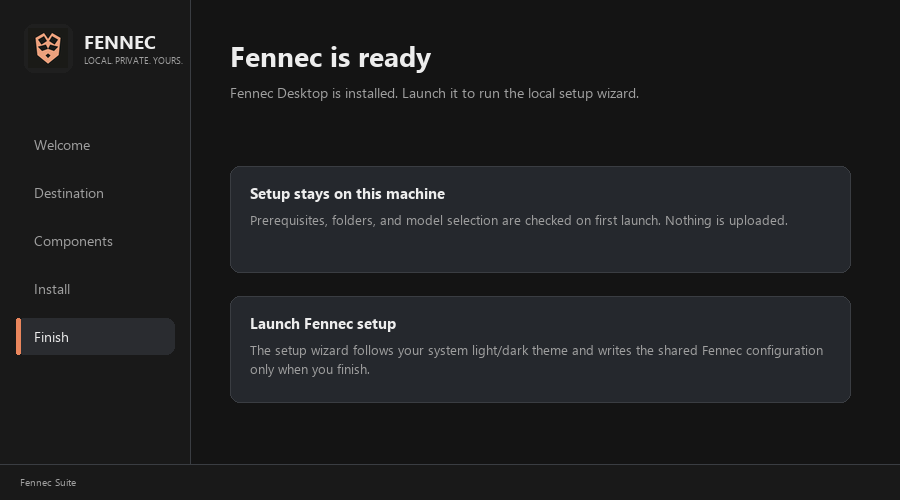 FENNEC
LOCAL. PRIVATE. YOURS.
Welcome
Destination
Components
Install
Finish
Fennec is ready
Fennec Desktop is installed. Launch it to run the local setup wizard.
Setup stays on this machine
Prerequisites, folders, and model selection are checked on first launch. Nothing is uploaded.
Launch Fennec setup
The setup wizard follows your system light/dark theme and writes the shared Fennec configuration
only when you finish.
Fennec Suite